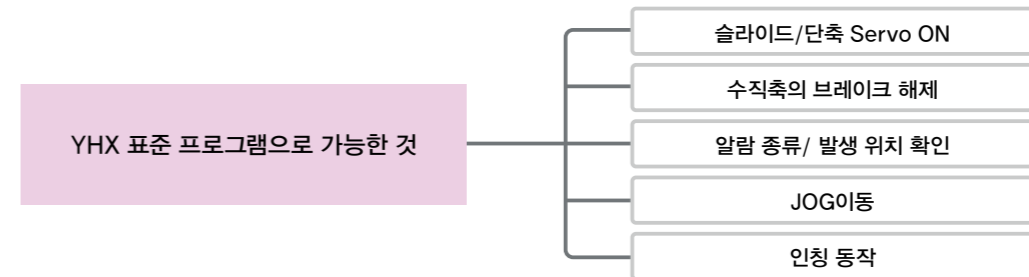 YHX 표준 프로그램으로 가능한 것
슬라이드/단축 Servo ON
수직축의 브레이크 해제
알람 종류/ 발생 위치 확인
JOG이동
인칭 동작